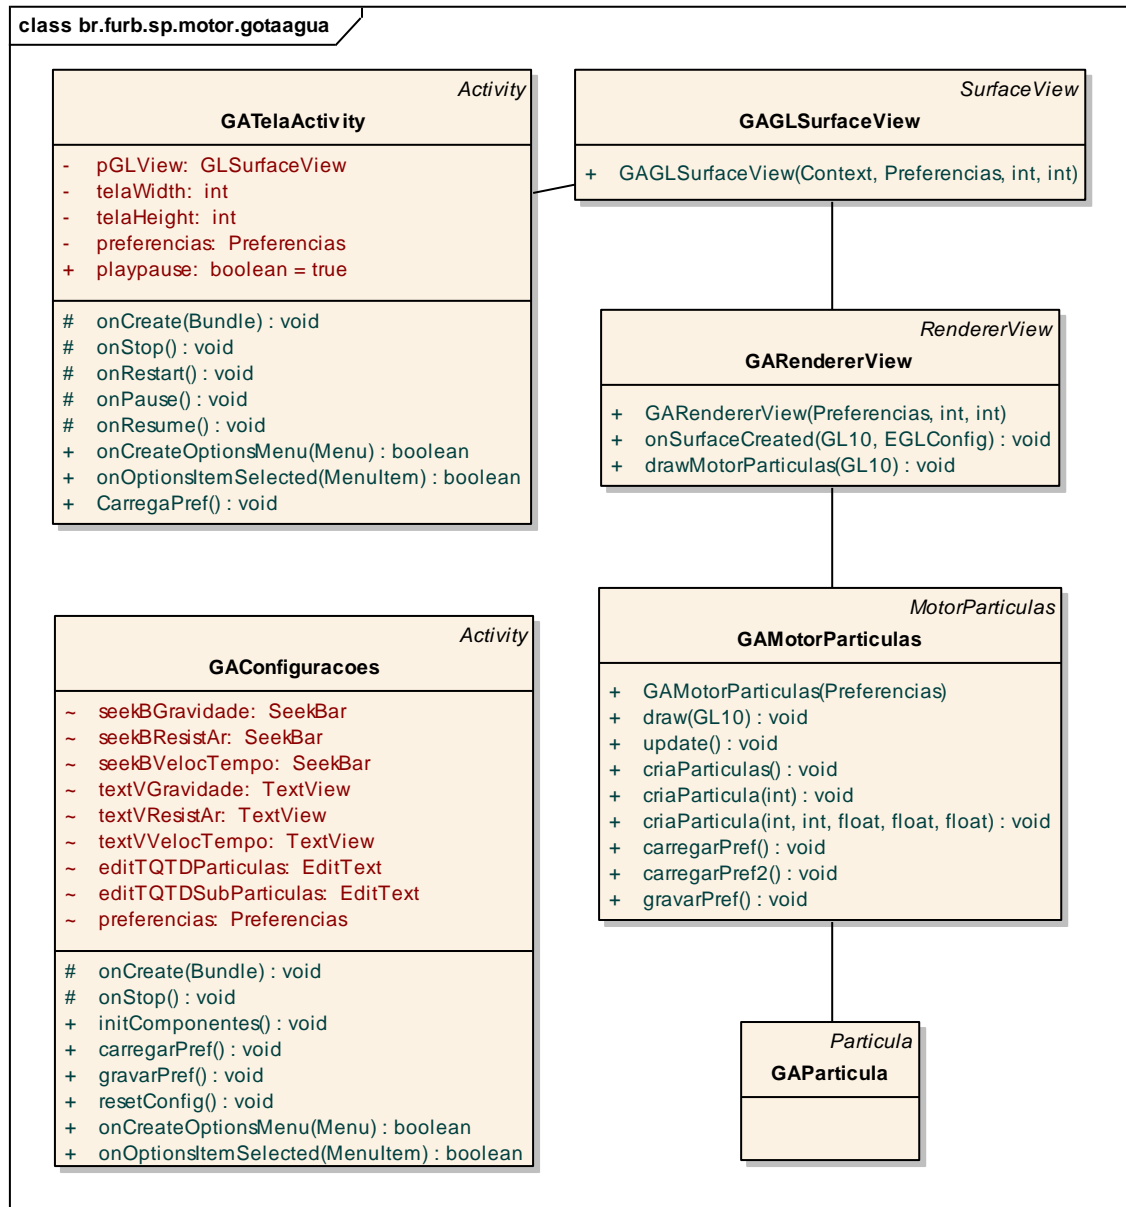 class br.furb.sp.motor.gotaagua
Activity
GATelaActivity
- pGLView: GLSurfaceView
- telaWidth: int
- telaHeight: int
- preferencias: Preferencias
+ playpause: boolean = true
# onCreate(Bundle) : void
# onStop() : void
# onRestart() : void
# onPause() : void
# onResume() : void
+ onCreateOptionsMenu(Menu) : boolean
+ onOptionsItemSelected(MenuItem) : boolean
+ CarregaPref() : void
SurfaceView
GAGLSurfaceView
+ GAGLSurfaceView(Context, Preferencias, int, int)
RendererView
GARendererView
+ GARendererView(Preferencias, int, int)
+ onSurfaceCreated(GL10, EGLConfig) : void
+ drawMotorParticulas(GL10) : void
Activity
GAConfiguracoes
~ seekBGravidade: SeekBar
~ seekBResistAr: SeekBar
~ seekBVelocTempo: SeekBar
~ textVGravidade: TextView
~ textVResistAr: TextView
~ textVVelocTempo: TextView
~ editTQTDParticulas: EditText
~ editTQTDSubParticulas: EditText
~ preferencias: Preferencias
# onCreate(Bundle) : void
# onStop() : void
+ initComponentes() : void
+ carregarPref() : void
+ gravarPref() : void
+ resetConfig() : void
+ onCreateOptionsMenu(Menu) : boolean
+ onOptionsItemSelected(MenuItem) : boolean
MotorParticulas
GAMotorParticulas
+ GAMotorParticulas(Preferencias)
+ draw(GL10) : void
+ update() : void
+ criaParticulas() : void
+ criaParticula(int) : void
+ criaParticula(int, int, float, float, float) : void
+ carregarPref() : void
+ carregarPref2() : void
+ gravarPref() : void
Particula
GAParticula